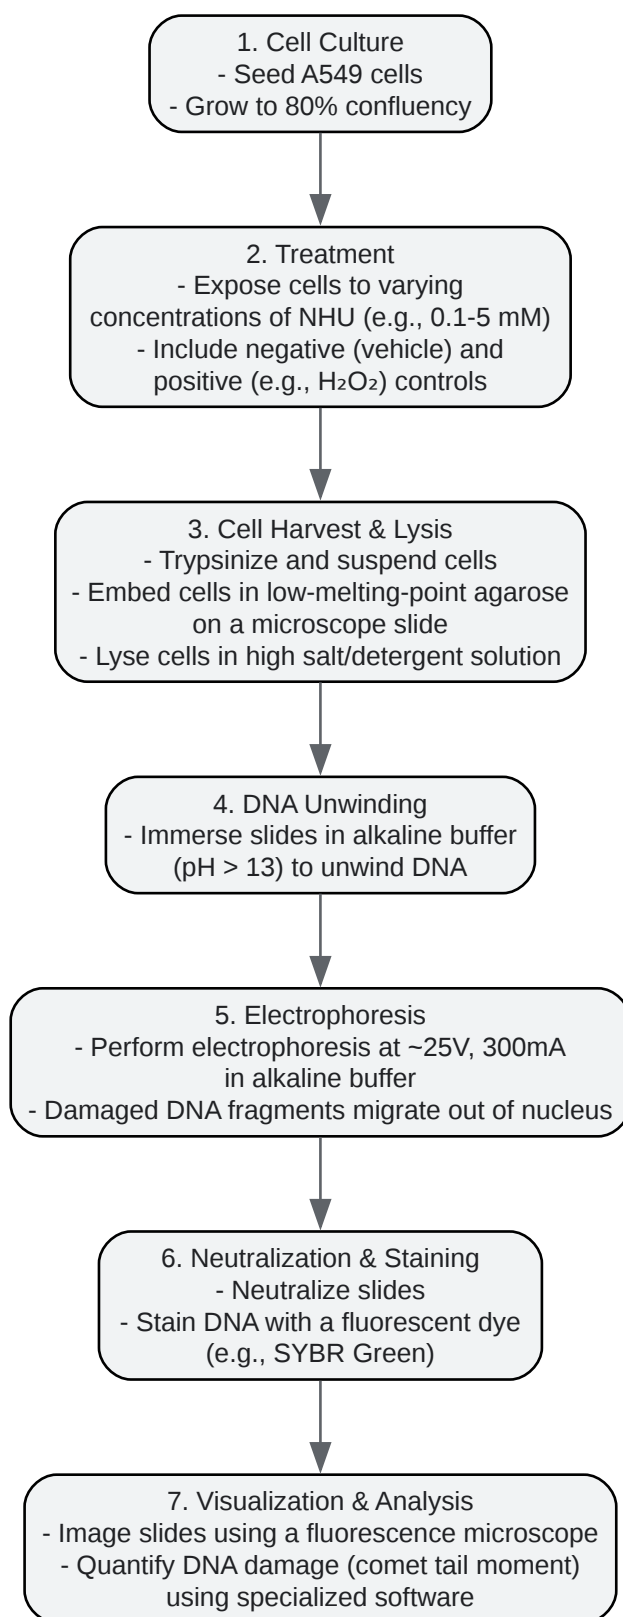 1. Cell Culture
- Seed A549 cells
- Grow to 80% confluency
2. Treatment
- Expose cells to varying
concentrations of NHU (e.g., 0.1-5 mM)
- Include negative (vehicle) and
positive (e.g., H₂O₂) controls
3. Cell Harvest & Lysis
- Trypsinize and suspend cells
- Embed cells in low-melting-point agarose
on a microscope slide
- Lyse cells in high salt/detergent solution
4. DNA Unwinding
- Immerse slides in alkaline buffer
(pH > 13) to unwind DNA
5. Electrophoresis
- Perform electrophoresis at ~25V, 300mA
in alkaline buffer
- Damaged DNA fragments migrate out of nucleus
6. Neutralization & Staining
- Neutralize slides
- Stain DNA with a fluorescent dye
(e.g., SYBR Green)
7. Visualization & Analysis
- Image slides using a fluorescence microscope
- Quantify DNA damage (comet tail moment)
using specialized software